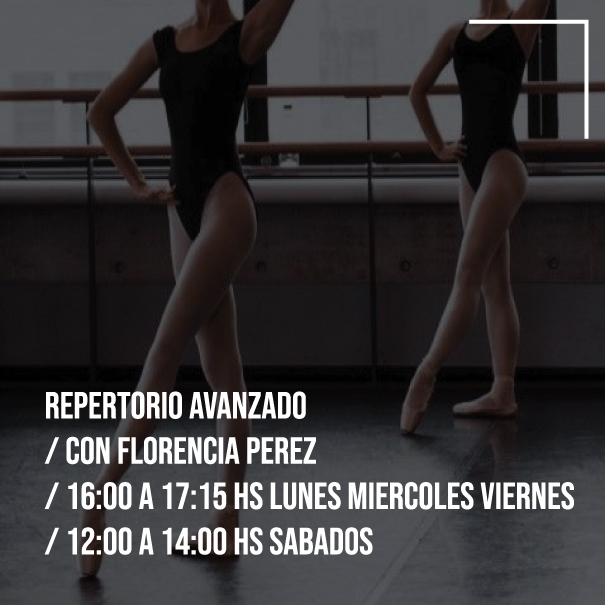 REPERTORIO AVANZADO
/ CON FLORENCIA PEREZ
/ 16:00 A 17:15 HS LUNES MIERCOLES VIERNES
/ 12:00 A 14:00 HS SABADOS